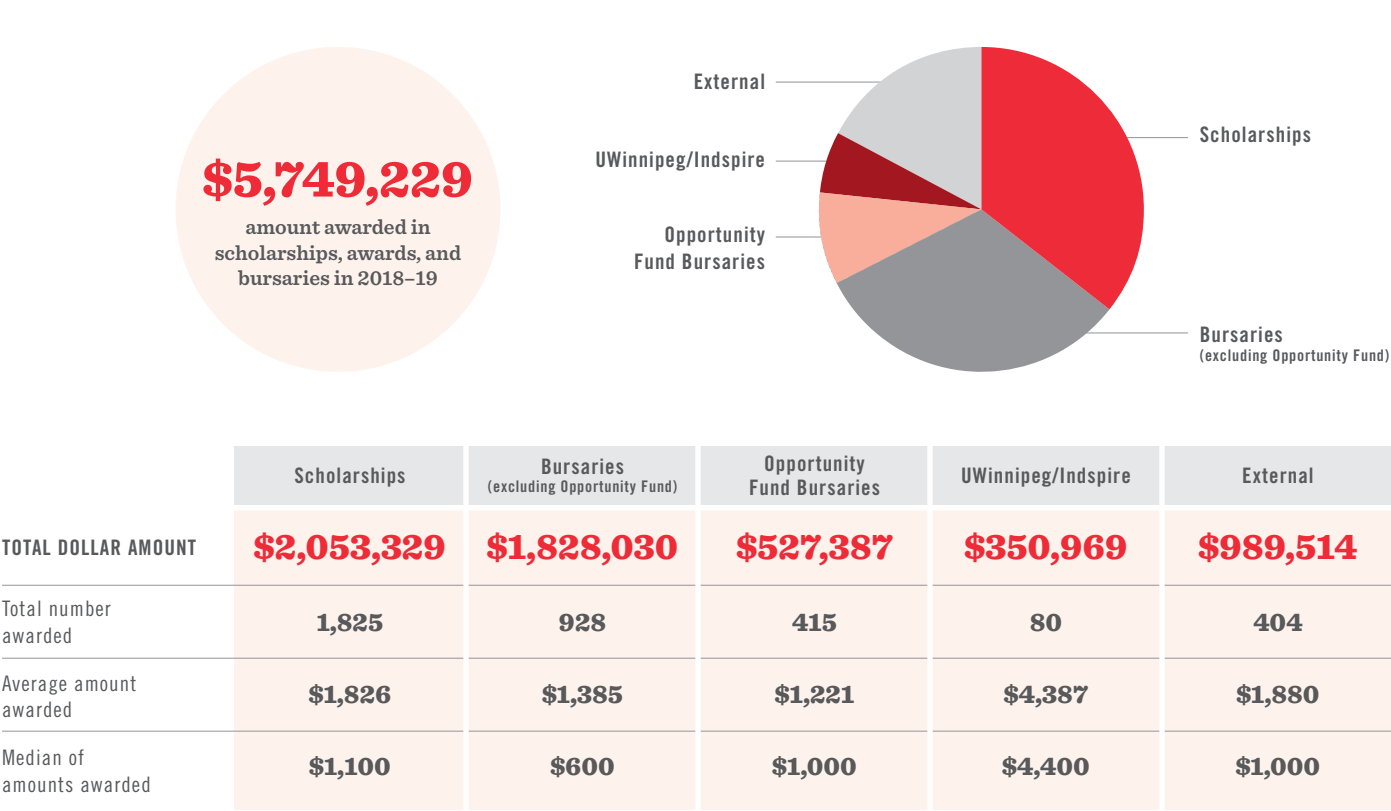 $5,749,229
amount awarded in
scholarships, awards, and
bursaries in 2018–19
External
UWinnipeg/Indspire
Opportunity
Fund Bursaries
Scholarships
Bursaries
(excluding Opportunity Fund)
Scholarships
Bursaries
(excluding Opportunity Fund)
Opportunity
Fund Bursaries
UWinnipeg/Indspire
External
TOTAL DOLLAR AMOUNT $2,053,329 $1,828,030 $527,387 $350,969 $989,514
Total number
awarded
1,825 928 415 80 404
Average amount
awarded
$1,826 $1,385 $1,221 $4,387 $1,880
Median of
amounts awarded
$1,100 $600 $1,000 $4,400 $1,000